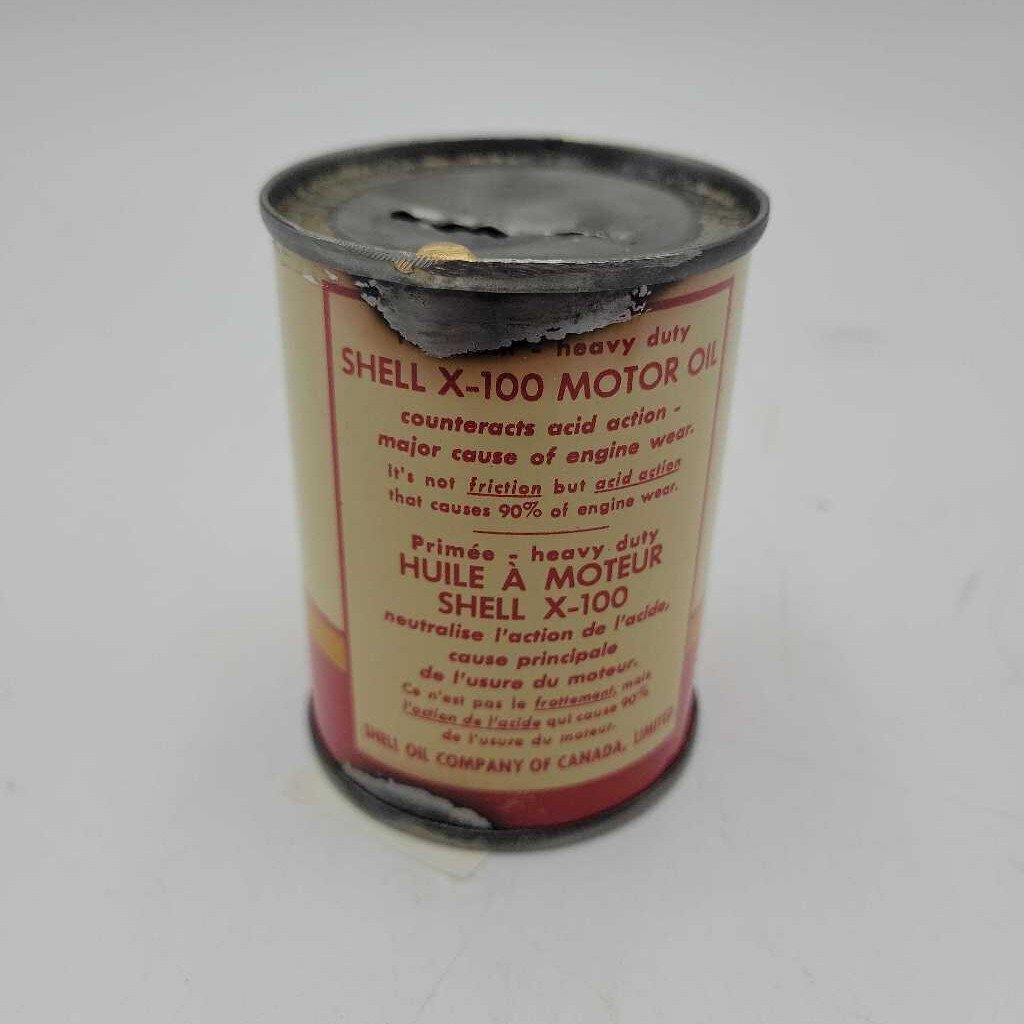 - heavy duty
SHELL X-100 MOTOR OIL
counteracts acid action -
major cause of engine wear.
It's not friction but acid action
that causes 90% of engine wear.
Primée - heavy duty
HUILE À MOTEUR
SHELL X-100
neutralise l'action de l'acide,
cause principale
de l'usure du moteur.
Ce n'est pas le frottement, mais
l'action de l'acide qui cause 90%
de l'usure du moteur.
SHELL OIL COMPANY OF CANADA, LIMITED